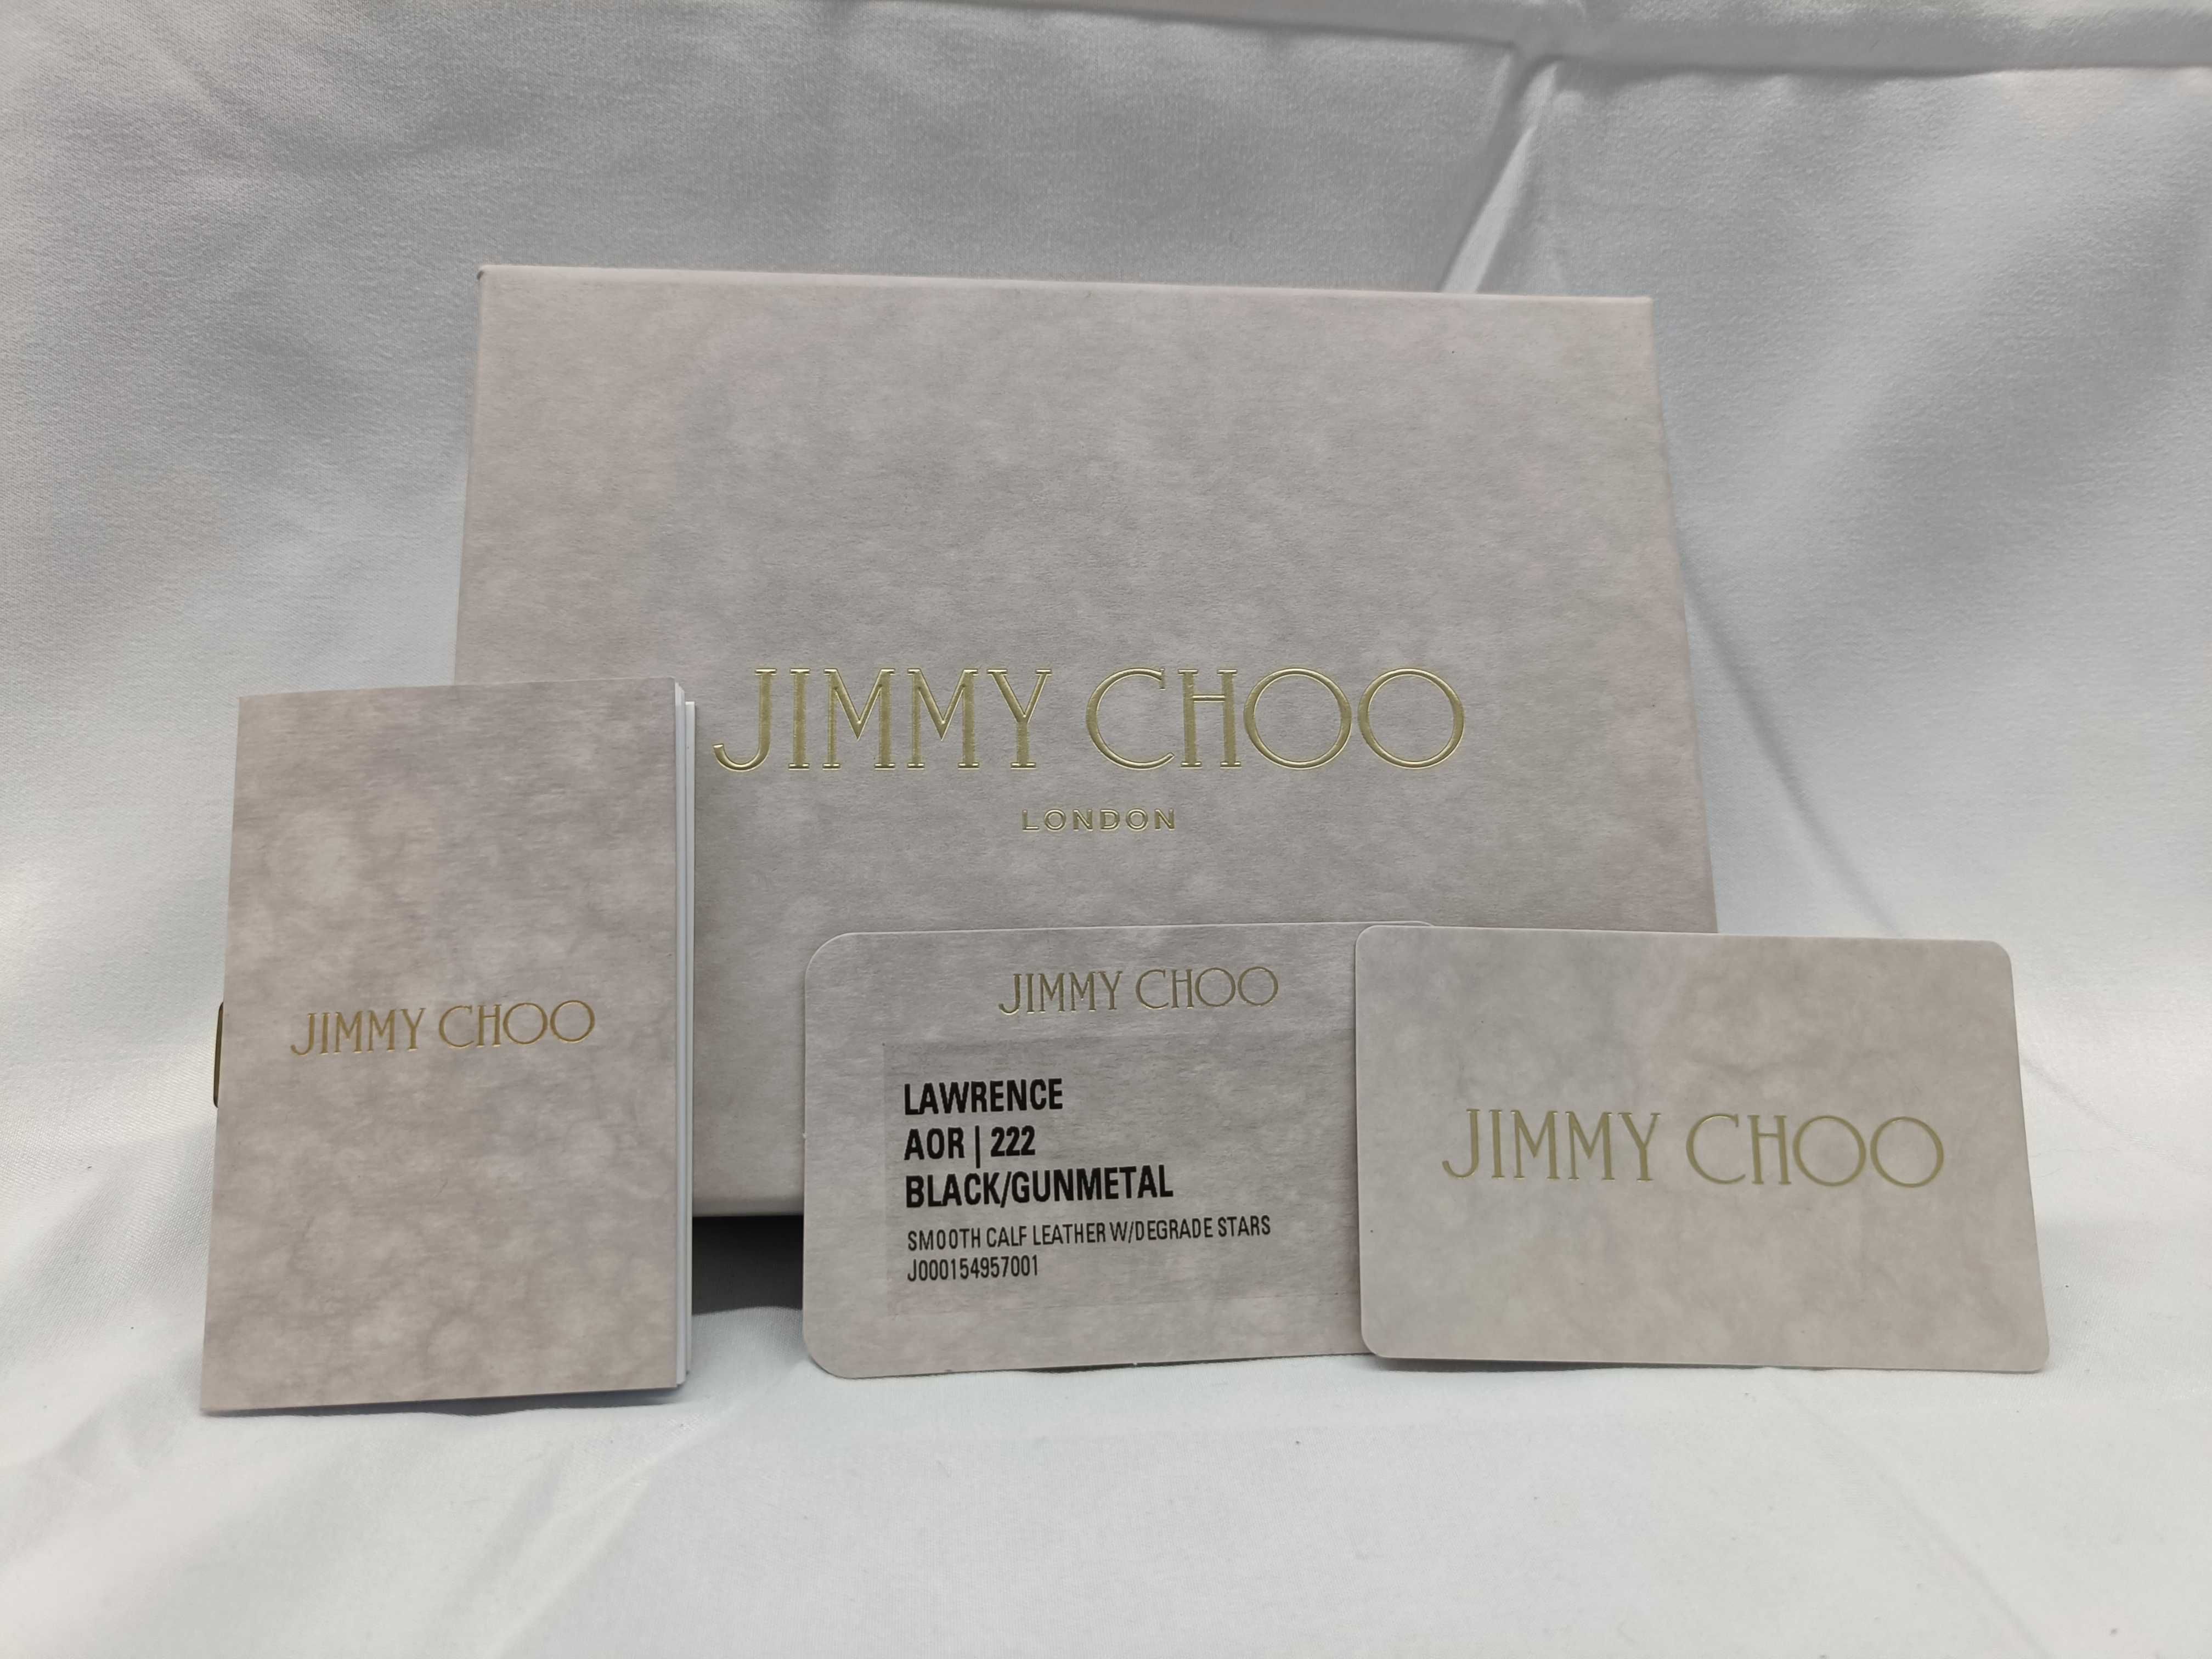 JIMMY CHOO
LONDON
JIMMY CHOO
JIMMY CHOO
LAWRENCE
AOR | 222
BLACK/GUNMETAL
SMOOTH CALF LEATHER W/DEGRADE STARS
J000154957001
JIMMY CHOO